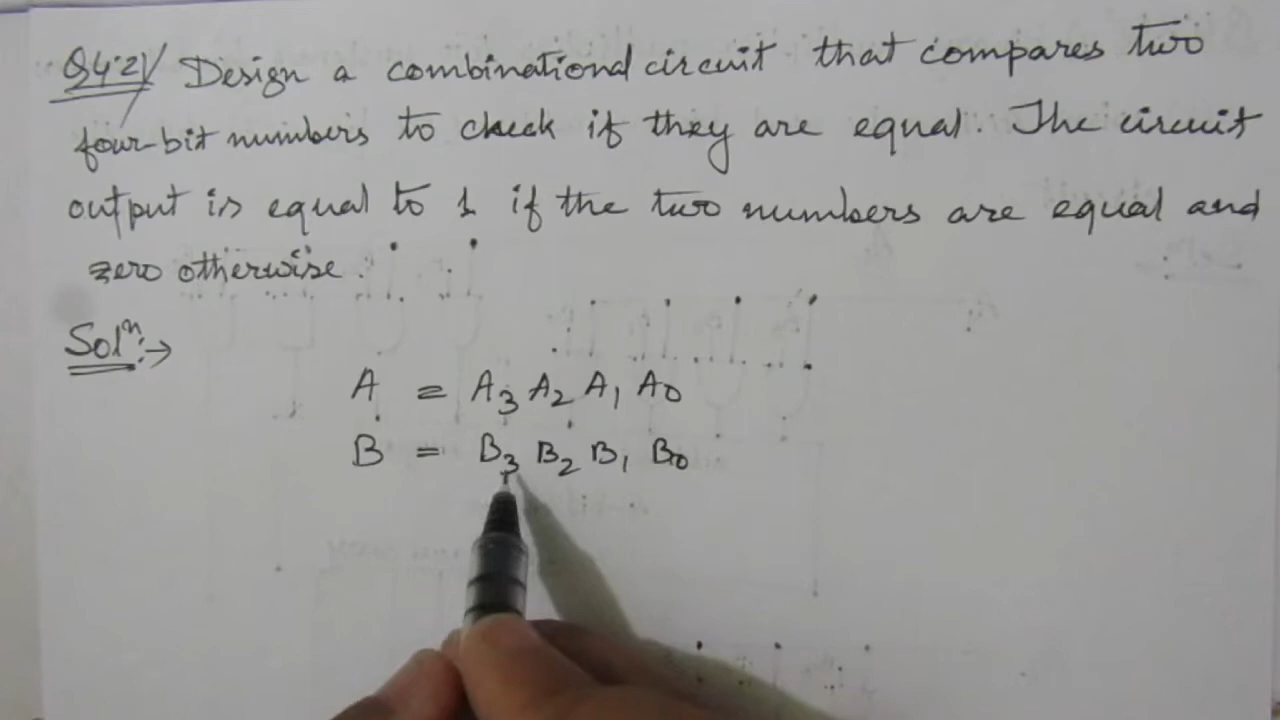 Q4.21/ Design a combinational circuit that compares two
four-bit numbers to check if they are equal. The circuit
output is equal to 1 if the two numbers are equal and
zero otherwise.
Solⁿ:→
A = A₃ A₂ A₁ A₀
B = B₃ B₂ B₁ B₀